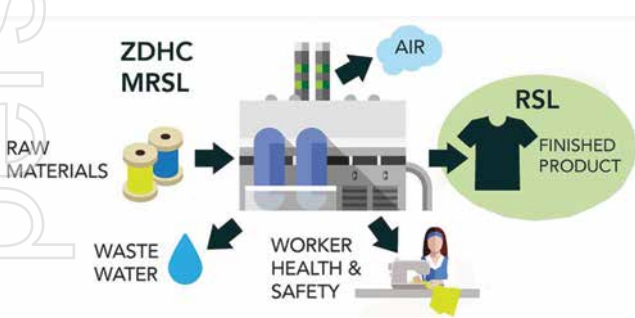 ZDHC
MRSL
AIR
RSL
RAW
MATERIALS
FINISHED
PRODUCT
WASTE
WATER
WORKER
HEALTH &
SAFETY